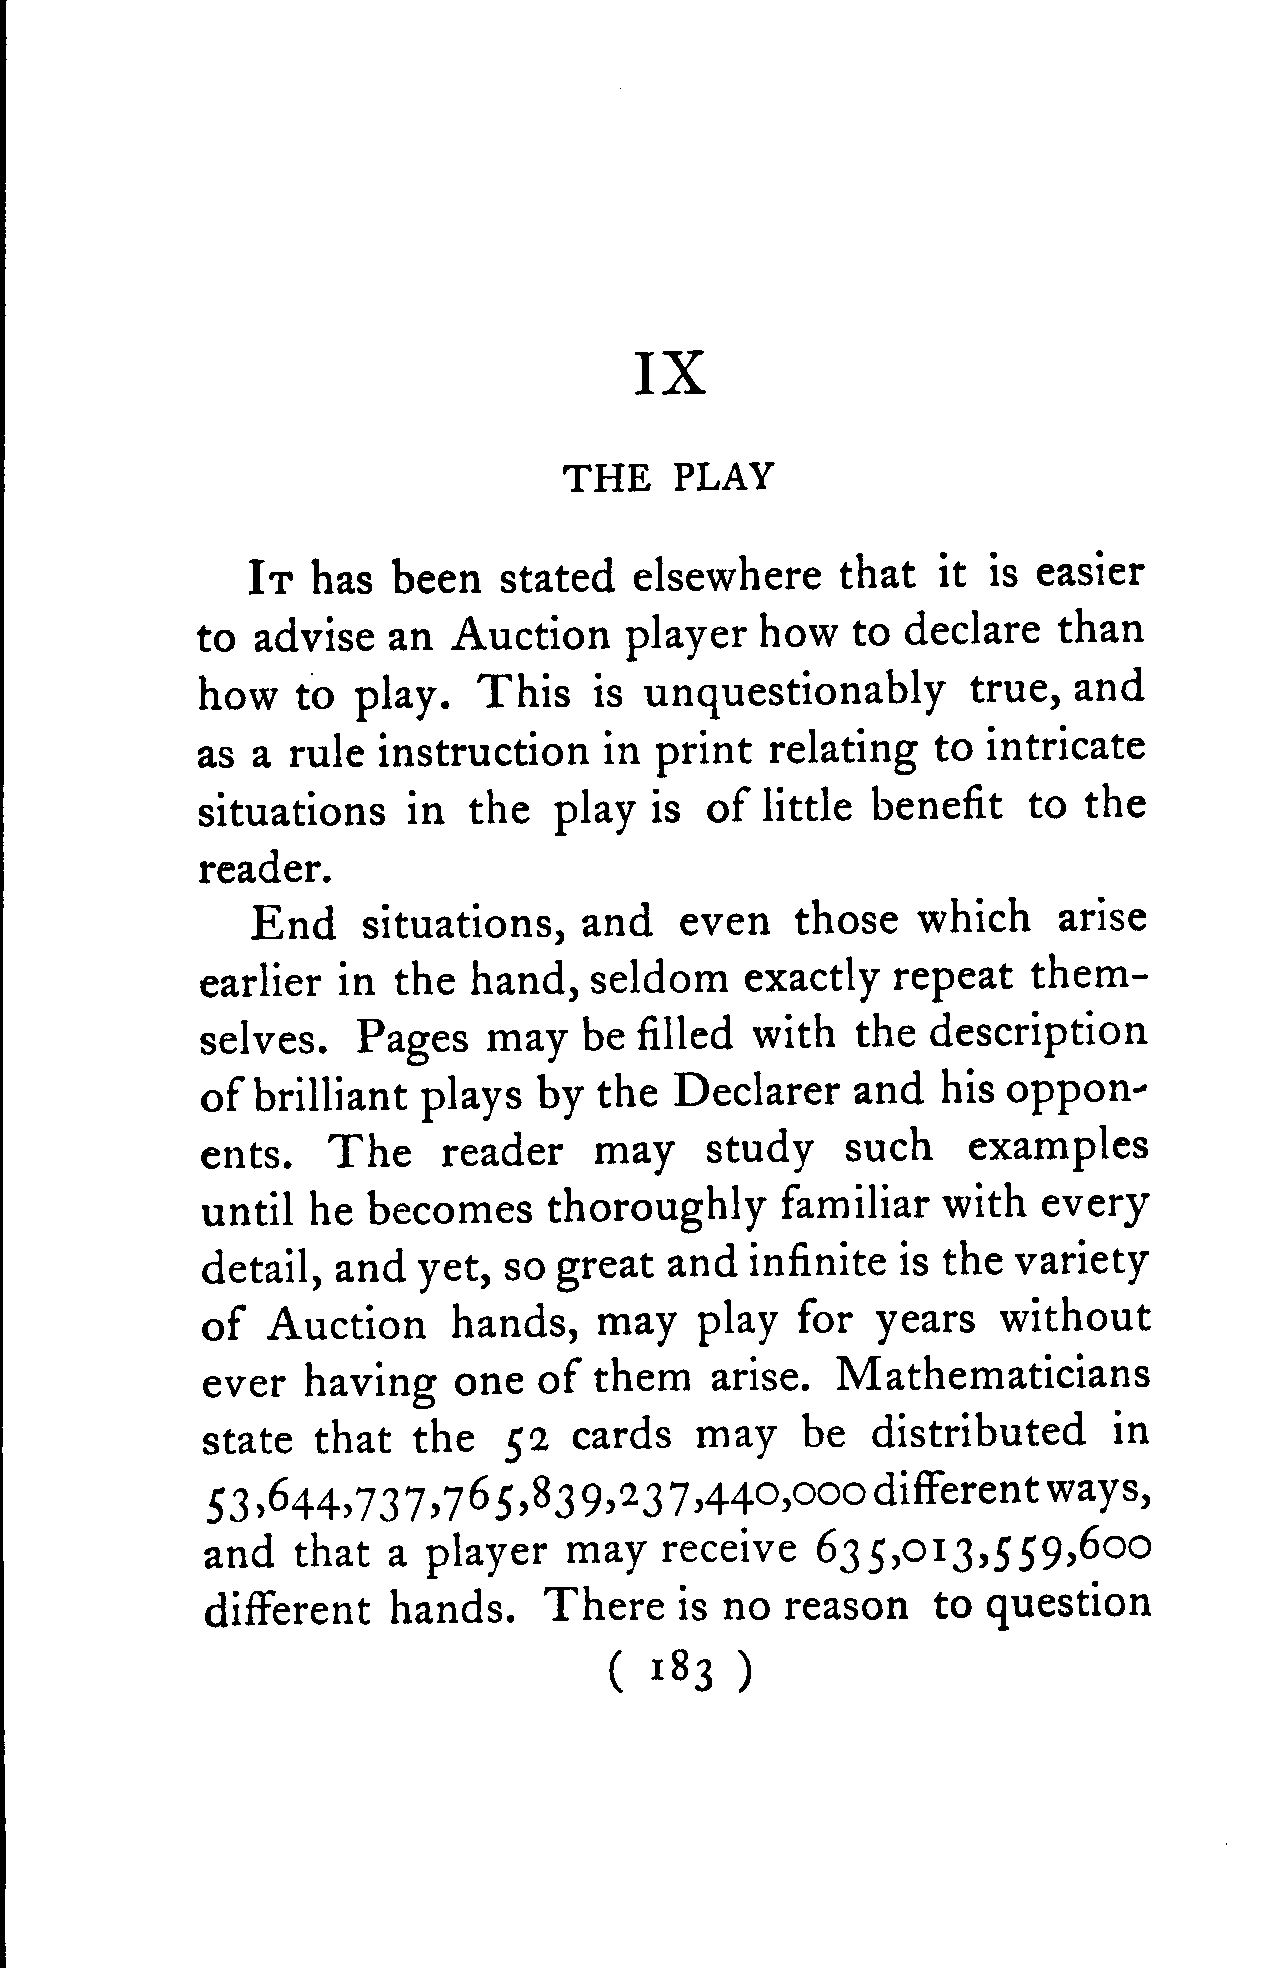 IX
THE PLAY
It has been stated elsewhere that it is easier
to advise an Auction player how to declare than
how to play. This is unquestionably true, and
as a rule instruction in print relating to intricate
situations in the play is of little benefit to the
reader.
End situations, and even those which arise
earlier in the hand, seldom exactly repeat them-
selves. Pages may be filled with the description
of brilliant plays by the Declarer and his oppon-
ents. The reader may study such examples
until he becomes thoroughly familiar with every
detail, and yet, so great and infinite is the variety
of Auction hands, may play for years without
ever having one of them arise. Mathematicians
state that the 52 cards may be distributed in
53,644,737,765,839,237,440,000 different ways,
and that a player may receive 635,013,559,600
different hands. There is no reason to question
( 183 )